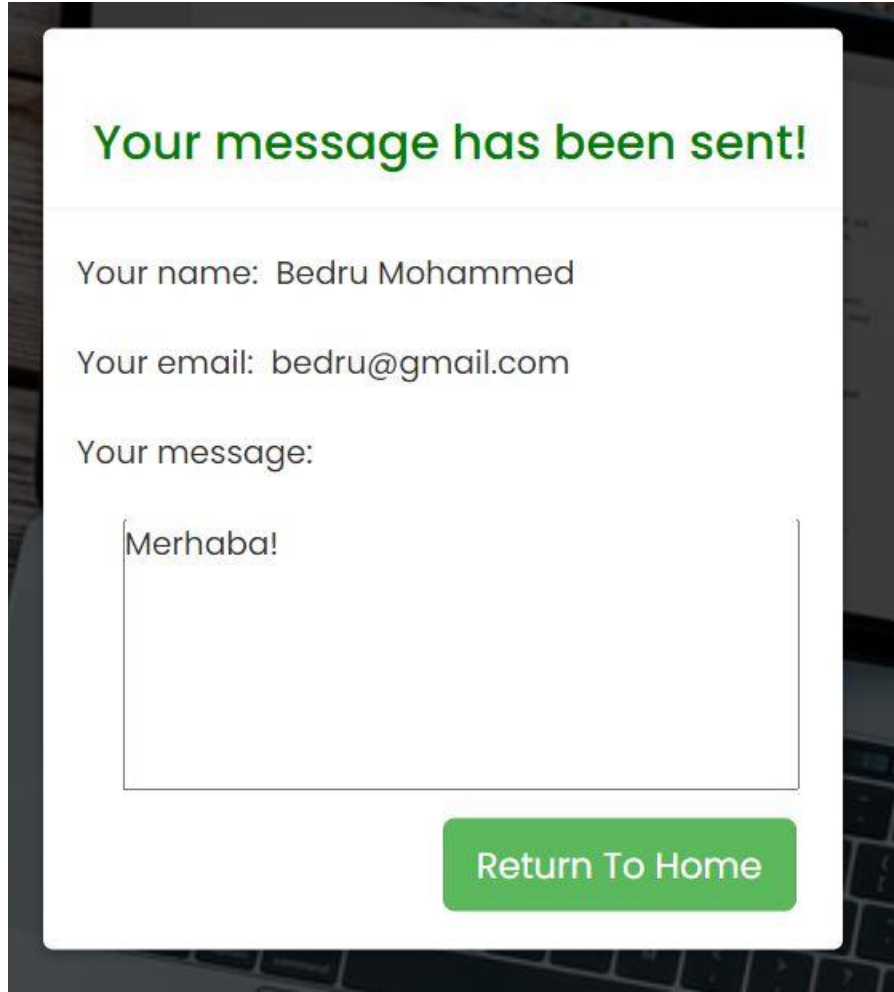 Your message has been sent!
Your name: Bedru Mohammed
Your email: bedru@gmail.com
Your message:
Merhaba!
Return To Home